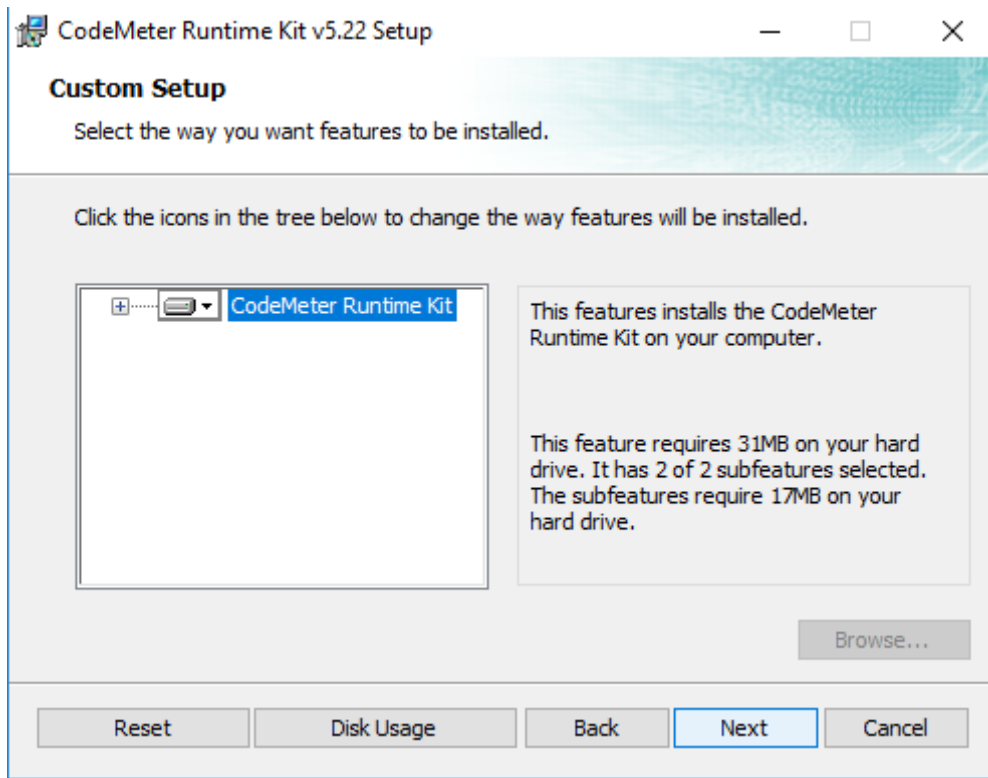 CodeMeter Runtime Kit v5.22 Setup
Custom Setup
Select the way you want features to be installed.
Click the icons in the tree below to change the way features will be installed.
CodeMeter Runtime Kit
This features installs the CodeMeter
Runtime Kit on your computer.
This feature requires 31MB on your hard
drive. It has 2 of 2 subfeatures selected.
The subfeatures require 17MB on your
hard drive.
Browse...
Reset
Disk Usage
Back
Next
Cancel